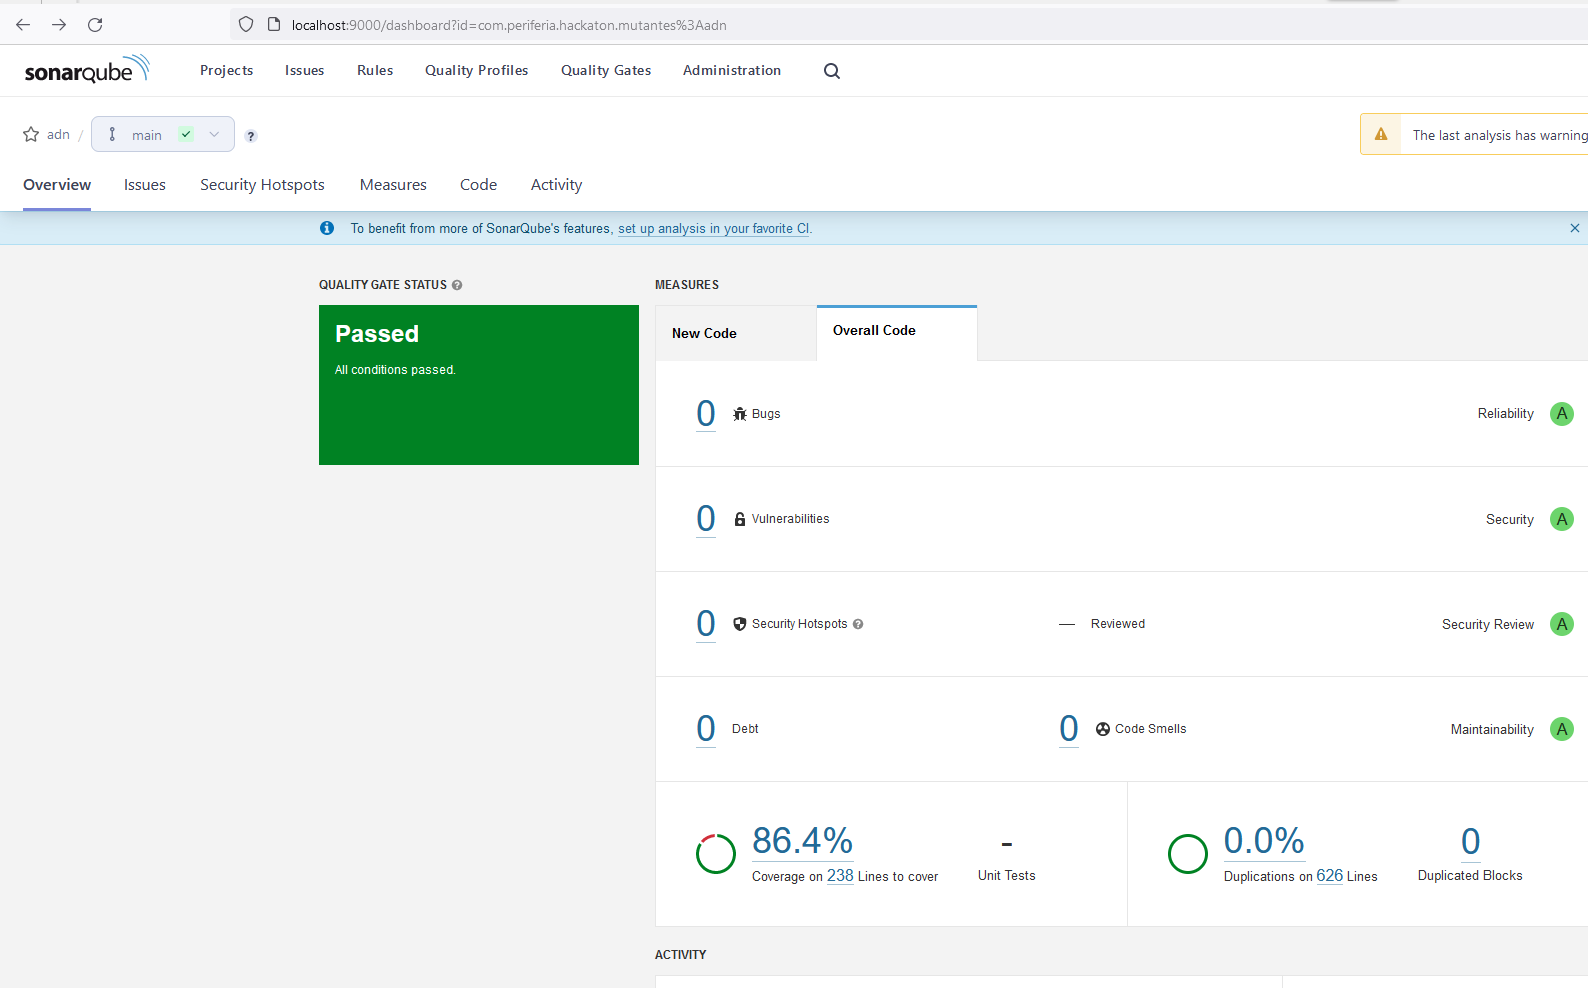 localhost:9000/dashboard?id=com.periferia.hackaton.mutantes%3Aadn
sonarqube Projects Issues Rules Quality Profiles Quality Gates Administration
adn / main ?
The last analysis has warning
Overview Issues Security Hotspots Measures Code Activity
To benefit from more of SonarQube's features, set up analysis in your favorite CI.
QUALITY GATE STATUS ?
Passed
All conditions passed.
MEASURES
New Code Overall Code
0 Bugs Reliability A
0 Vulnerabilities Security A
0 Security Hotspots ? — Reviewed Security Review A
0 Debt 0 Code Smells Maintainability A
86.4% - 0.0% 0
Coverage on 238 Lines to cover Unit Tests Duplications on 626 Lines Duplicated Blocks
ACTIVITY